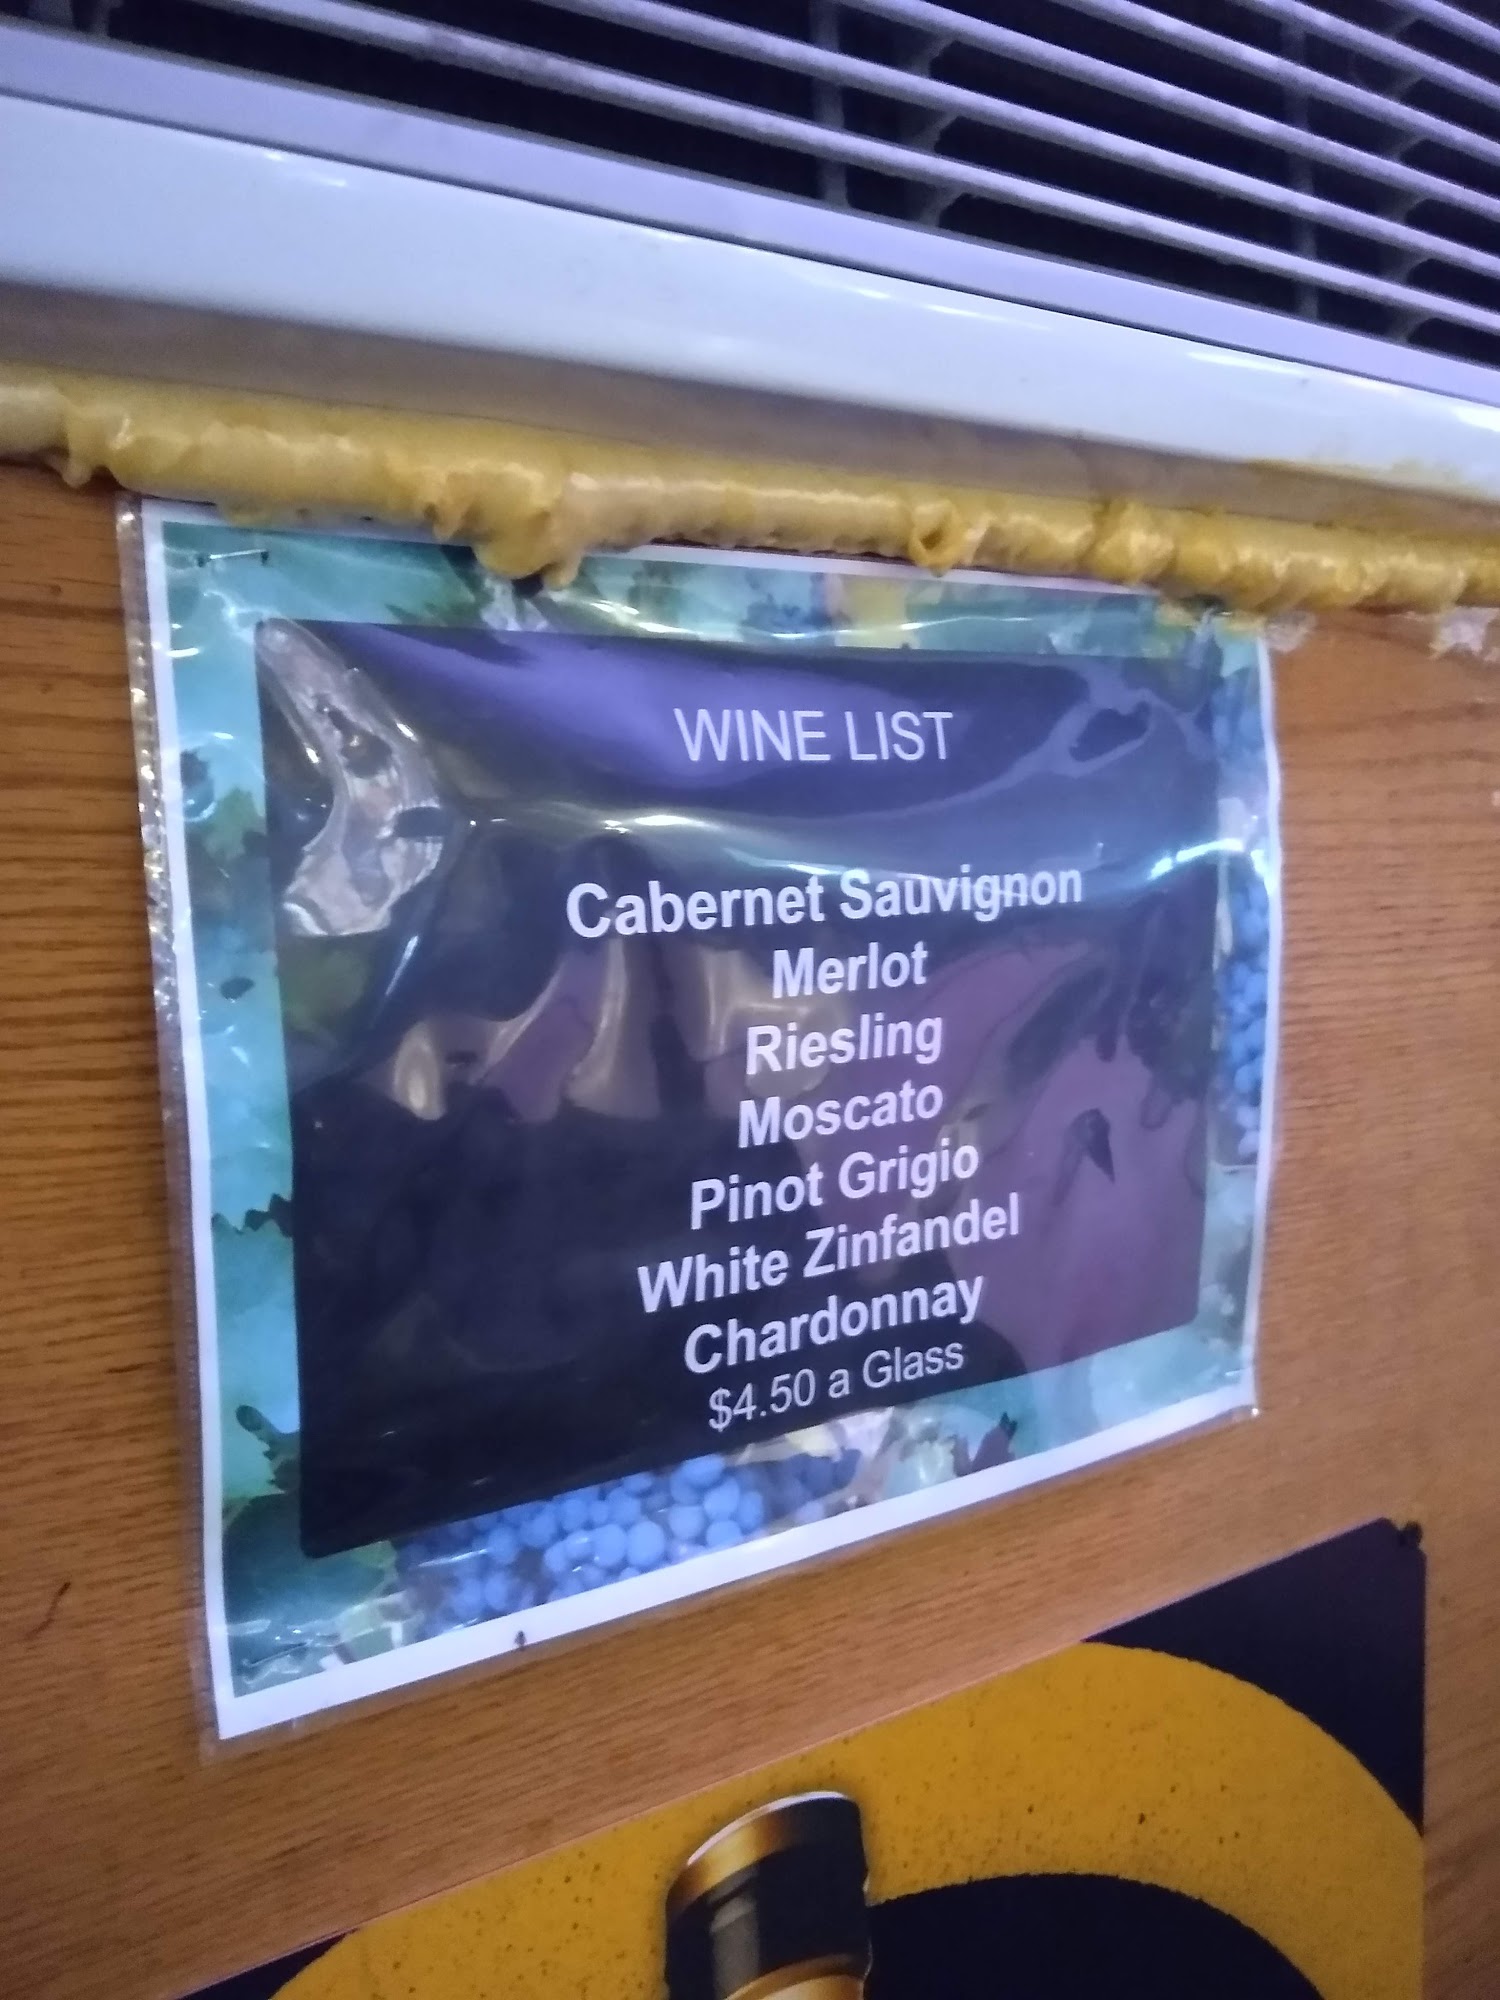 WINE LIST
Cabernet Sauvignon
Merlot
Riesling
Moscato
Pinot Grigio
White Zinfandel
Chardonnay
$4.50 a Glass